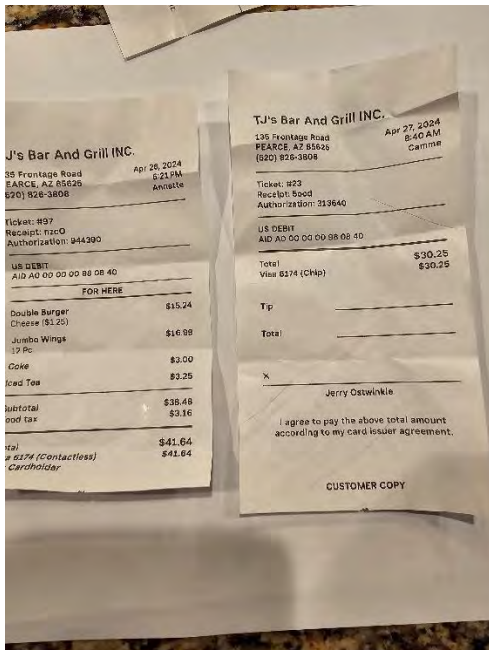 J's Bar And Grill INC.
35 Frontage Road
EARCE, AZ 85625
620) 826-3808
Apr 26, 2024
6:21 PM
Annette
Ticket: #97
Receipt: nzcO
Authorization: 944390
US DEBIT
AID A0 00 00 00 98 08 40
FOR HERE
Double Burger $15.24
Cheese ($1.25)
Jumbo Wings $16.99
12 Pc
Coke $3.00
Iced Tea $3.25
Subtotal $38.48
ood tax $3.16
otal $41.64
a 6174 (Contactless) $41.64
Cardholder
TJ's Bar And Grill INC.
135 Frontage Road
PEARCE, AZ 85625
(520) 826-3808
Apr 27, 2024
8:40 AM
Camme
Ticket: #23
Receipt: 5ood
Authorization: 313640
US DEBIT
AID A0 00 00 00 98 08 40
Total $30.25
Visa 6174 (Chip) $30.25
Tip
Total
X
Jerry Ostwinkle
I agree to pay the above total amount
according to my card issuer agreement.
CUSTOMER COPY